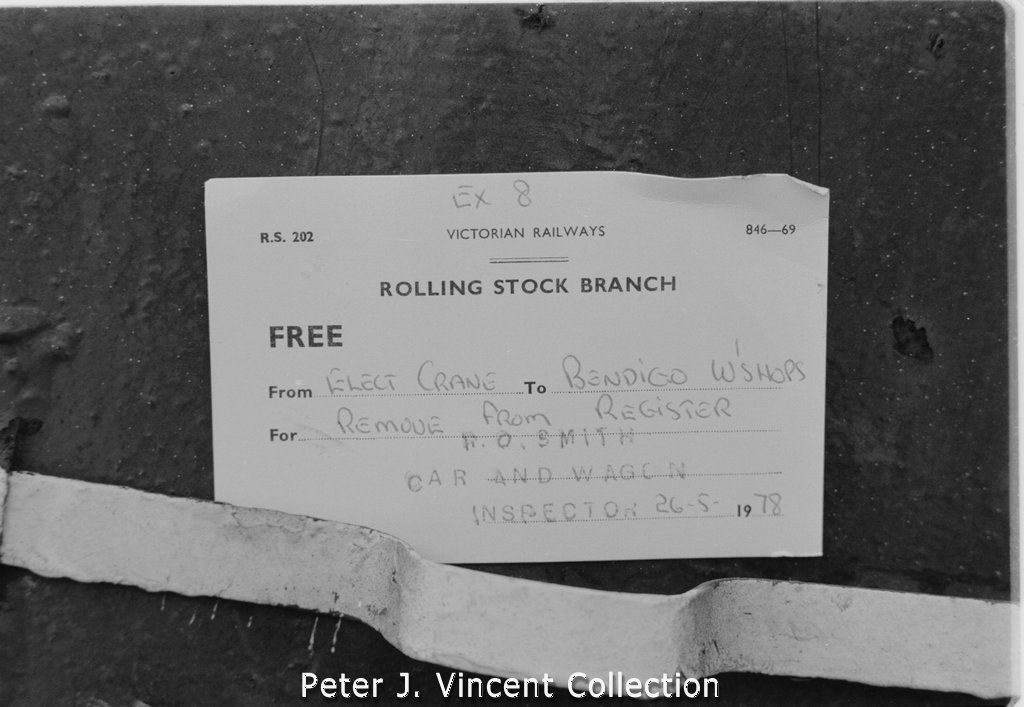 EX 8
R.S. 202 VICTORIAN RAILWAYS 846—69
ROLLING STOCK BRANCH
FREE
From ELECT CRANE To BENDIGO W'SHOPS
For REMOVE FROM REGISTER
O. SMITH
CAR AND WAGON
INSPECTOR 26-5- 1978
Peter J. Vincent Collection